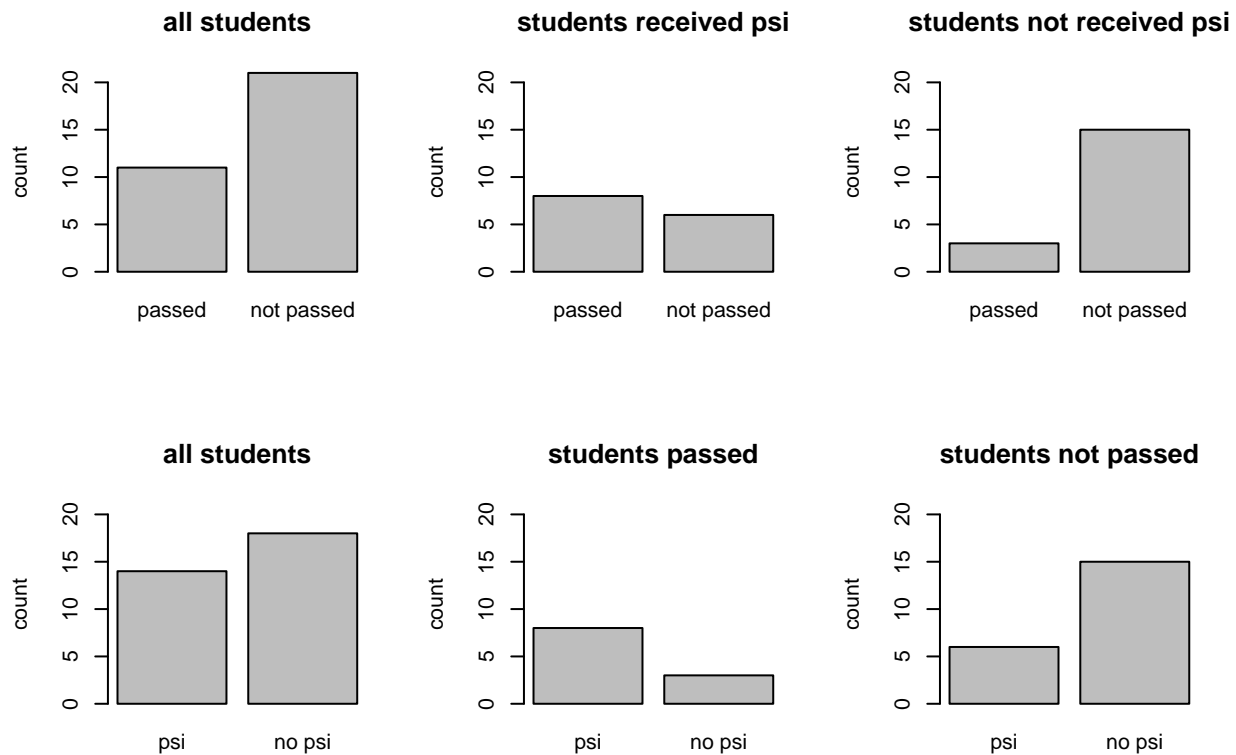 all students
count
20
15
10
5
0
passed not passed
students received psi
count
20
15
10
5
0
passed not passed
students not received psi
count
20
15
10
5
0
passed not passed
all students
count
20
15
10
5
0
psi no psi
students passed
count
20
15
10
5
0
psi no psi
students not passed
count
20
15
10
5
0
psi no psi